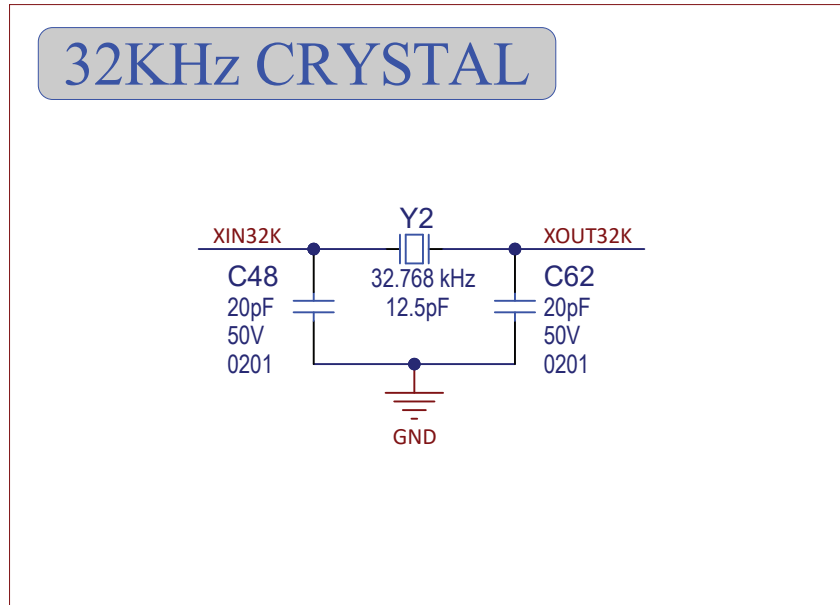 32KHz CRYSTAL
Y2
XIN32K
XOUT32K
C48
20pF
50V
0201
32.768 kHz
12.5pF
C62
20pF
50V
0201
GND